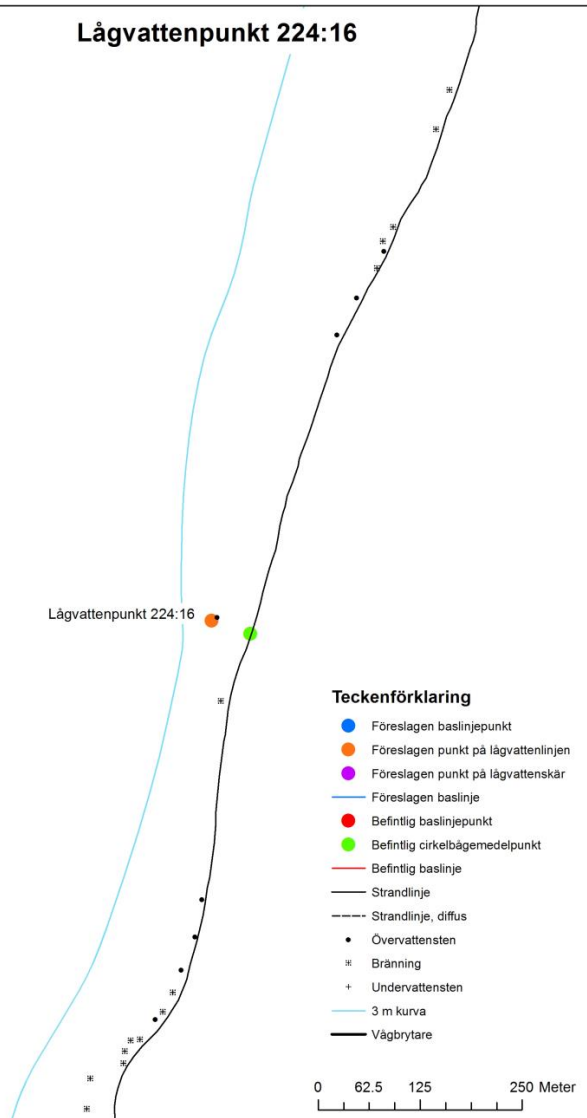 Lågvattenpunkt 224:16
Lågvattenpunkt 224:16
Teckenförklaring
Föreslagen baslinjepunkt
Föreslagen punkt på lågvattenlinjen
Föreslagen punkt på lågvattenskär
Föreslagen baslinje
Befintlig baslinjepunkt
Befintlig cirkelbågemedelpunkt
Befintlig baslinje
Strandlinje
Strandlinje, diffus
Övervattensten
Bränning
Undervattensten
3 m kurva
Vågbrytare
0 62.5 125 250 Meter